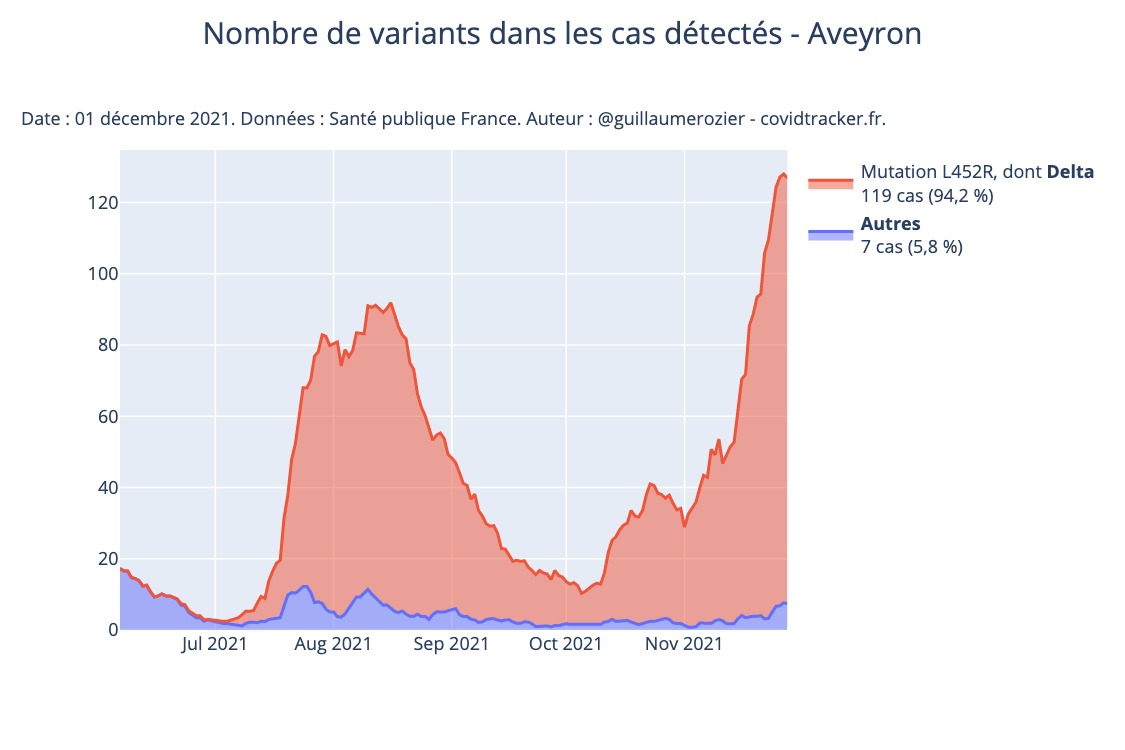 Nombre de variants dans les cas détectés - Aveyron
Date : 01 décembre 2021. Données : Santé publique France. Auteur : @guillaumerozier - covidtracker.fr.
Mutation L452R, dont Delta
119 cas (94,2 %)
Autres
7 cas (5,8 %)
120
100
80
60
40
20
0
Jul 2021 Aug 2021 Sep 2021 Oct 2021 Nov 2021